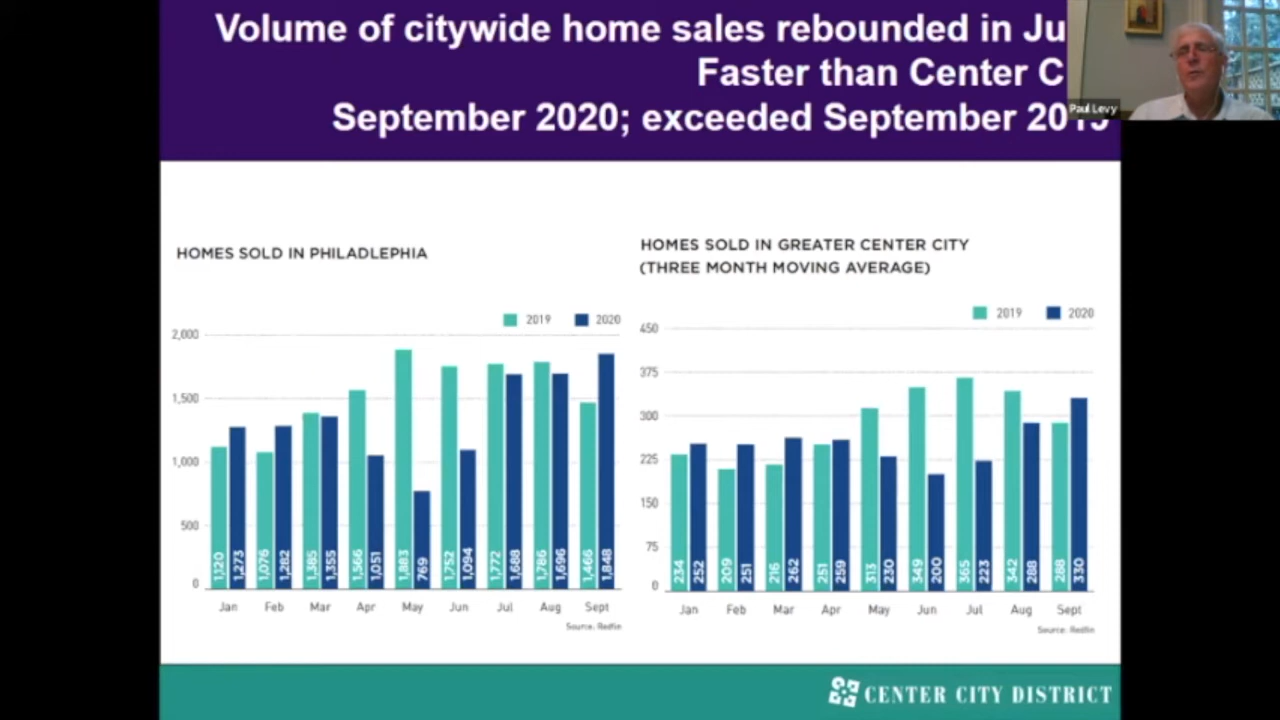 Volume of citywide home sales rebounded in Ju
Faster than Center C
September 2020; exceeded September 2019
Paul Levy
HOMES SOLD IN PHILADLEPHIA
2019 2020
2,000
1,500
1,000
500
0
1,120 1,273 1,076 1,282 1,385 1,355 1,566 1,051 1,883 769 1,752 1,094 1,772 1,688 1,786 1,696 1,466 1,848
Jan Feb Mar Apr May Jun Jul Aug Sept
Source: Redfin
HOMES SOLD IN GREATER CENTER CITY
(THREE MONTH MOVING AVERAGE)
2019 2020
450
375
300
225
150
75
0
234 252 209 251 216 262 251 259 313 230 349 200 365 223 342 288 288 330
Jan Feb Mar Apr May Jun Jul Aug Sept
Source: Redfin
CENTER CITY DISTRICT